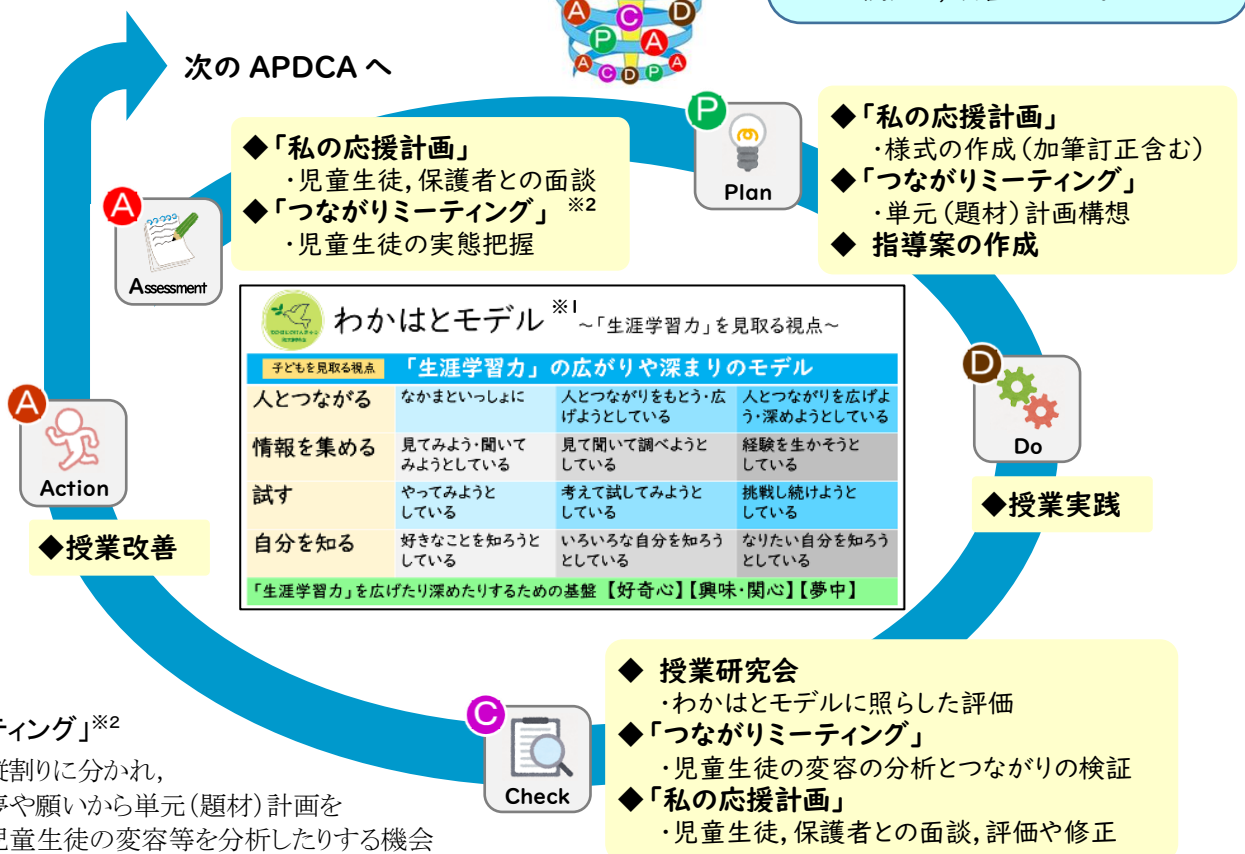 A C D
P A
A C D P A
次の APDCA へ
A
Assessment
◆「私の応援計画」
・児童生徒,保護者との面談
◆「つながりミーティング」 ※2
・児童生徒の実態把握
P
Plan
◆「私の応援計画」
・様式の作成(加筆訂正含む)
◆「つながりミーティング」
・単元(題材)計画構想
◆ 指導案の作成
わかはとモデル※1 ~「生涯学習力」を見取る視点~
子どもを見取る視点 「生涯学習力」の広がりや深まりのモデル
人とつながる なかまといっしょに 人とつながりをもとう・広 人とつながりを広げよ
げようとしている う・深めようとしている
情報を集める 見てみよう・聞いて 見て聞いて調べようと 経験を生かそうと
みようとしている している している
試す やってみようと 考えて試してみようと 挑戦し続けようと
している している している
自分を知る 好きなことを知ろうと いろいろな自分を知ろう なりたい自分を知ろう
している としている としている
「生涯学習力」を広げたり深めたりするための基盤【好奇心】【興味・関心】【夢中】
D
Do
◆授業実践
A
Action
◆授業改善
C
Check
◆ 授業研究会
・わかはとモデルに照らした評価
◆「つながりミーティング」
・児童生徒の変容の分析とつながりの検証
◆「私の応援計画」
・児童生徒,保護者との面談,評価や修正
ティング」※2
割りに分かれ,
や願いから単元(題材)計画を
児童生徒の変容等を分析したりする機会